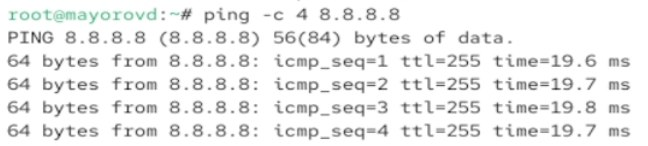 root@mayorovd:~# ping -c 4 8.8.8.8
PING 8.8.8.8 (8.8.8.8) 56(84) bytes of data.
64 bytes from 8.8.8.8: icmp_seq=1 ttl=255 time=19.6 ms
64 bytes from 8.8.8.8: icmp_seq=2 ttl=255 time=19.7 ms
64 bytes from 8.8.8.8: icmp_seq=3 ttl=255 time=19.8 ms
64 bytes from 8.8.8.8: icmp_seq=4 ttl=255 time=19.7 ms